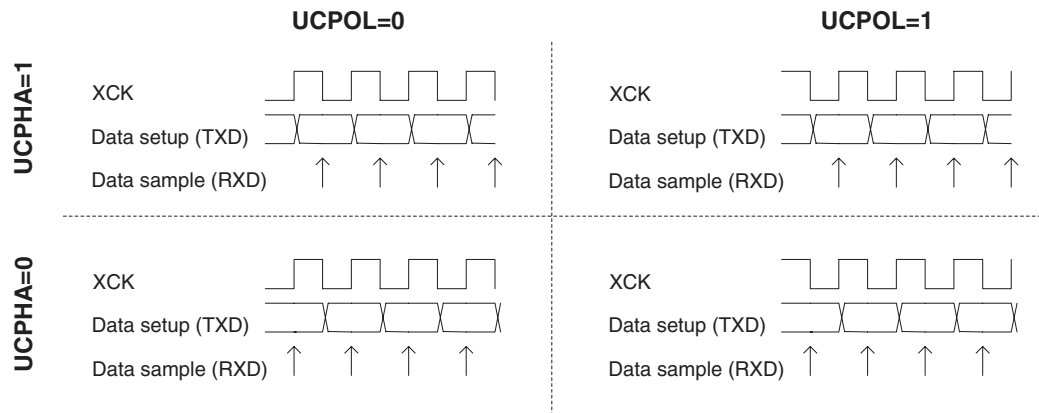 UCPOL=0
UCPOL=1
UCPHA=1
XCK
Data setup (TXD)
Data sample (RXD)
XCK
Data setup (TXD)
Data sample (RXD)
UCPHA=0
XCK
Data setup (TXD)
Data sample (RXD)
XCK
Data setup (TXD)
Data sample (RXD)